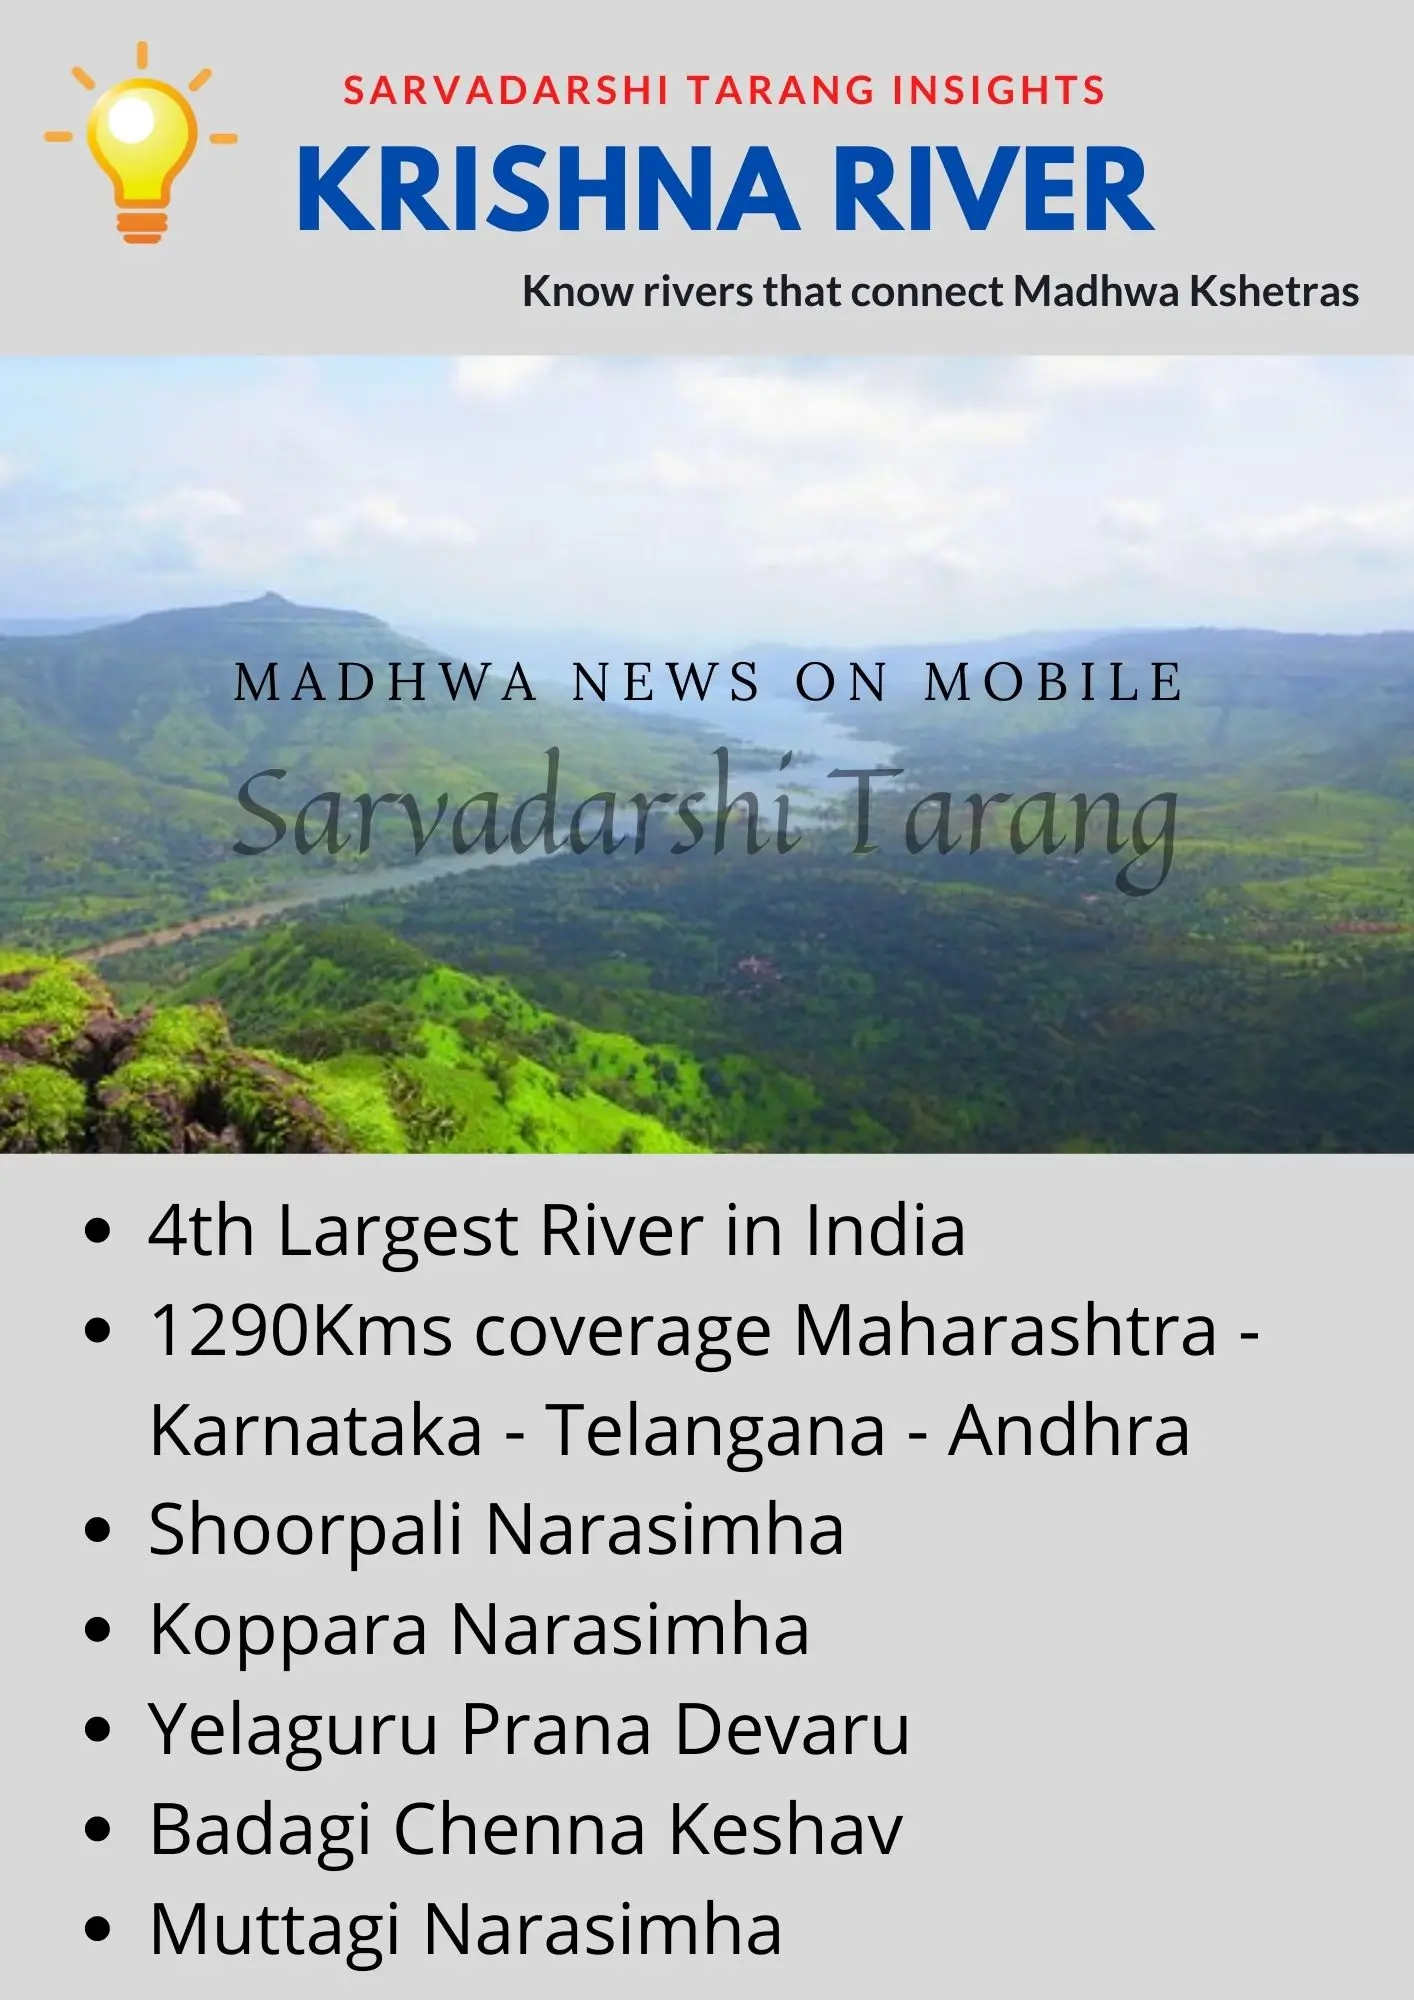 SARVADARSHI TARANG INSIGHTS
KRISHNA RIVER
Know rivers that connect Madhwa Kshetras
MADHWA NEWS ON MOBILE
Sarvadarshi Tarang
• 4th Largest River in India
• 1290Kms coverage Maharashtra -
Karnataka - Telangana - Andhra
• Shoorpali Narasimha
• Koppara Narasimha
• Yelaguru Prana Devaru
• Badagi Chenna Keshav
• Muttagi Narasimha